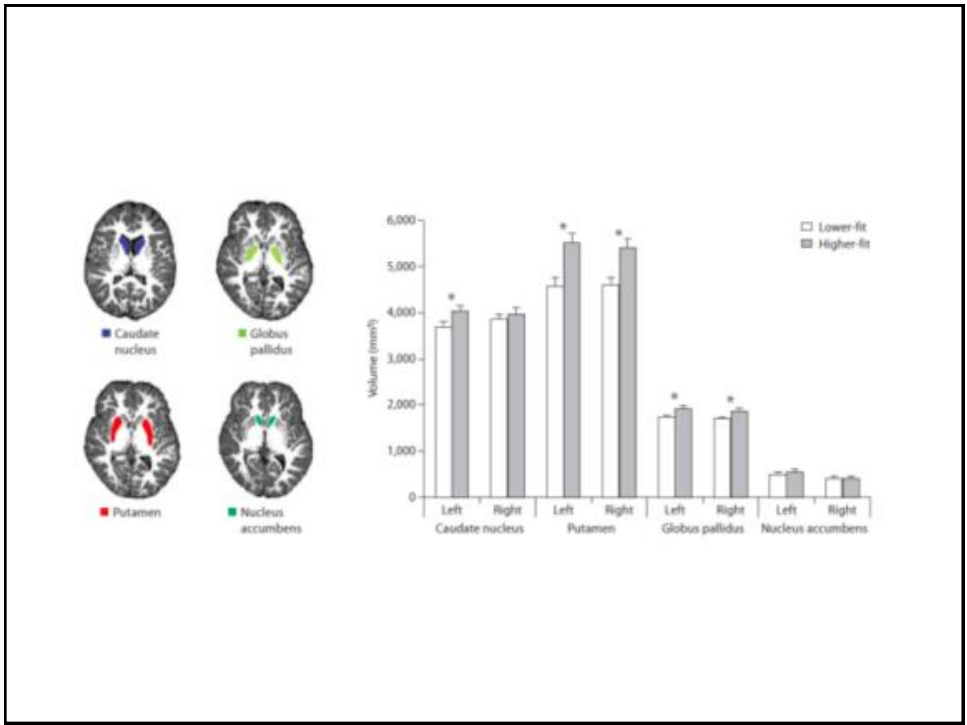 Caudate
nucleus
Globus
pallidus
Putamen
Nucleus
accumbens
Volume (mm³)
6,000
5,000
4,000
3,000
2,000
1,000
0
*
*
*
*
*
Lower-fit
Higher-fit
Left Right Left Right Left Right Left Right
Caudate nucleus Putamen Globus pallidus Nucleus accumbens